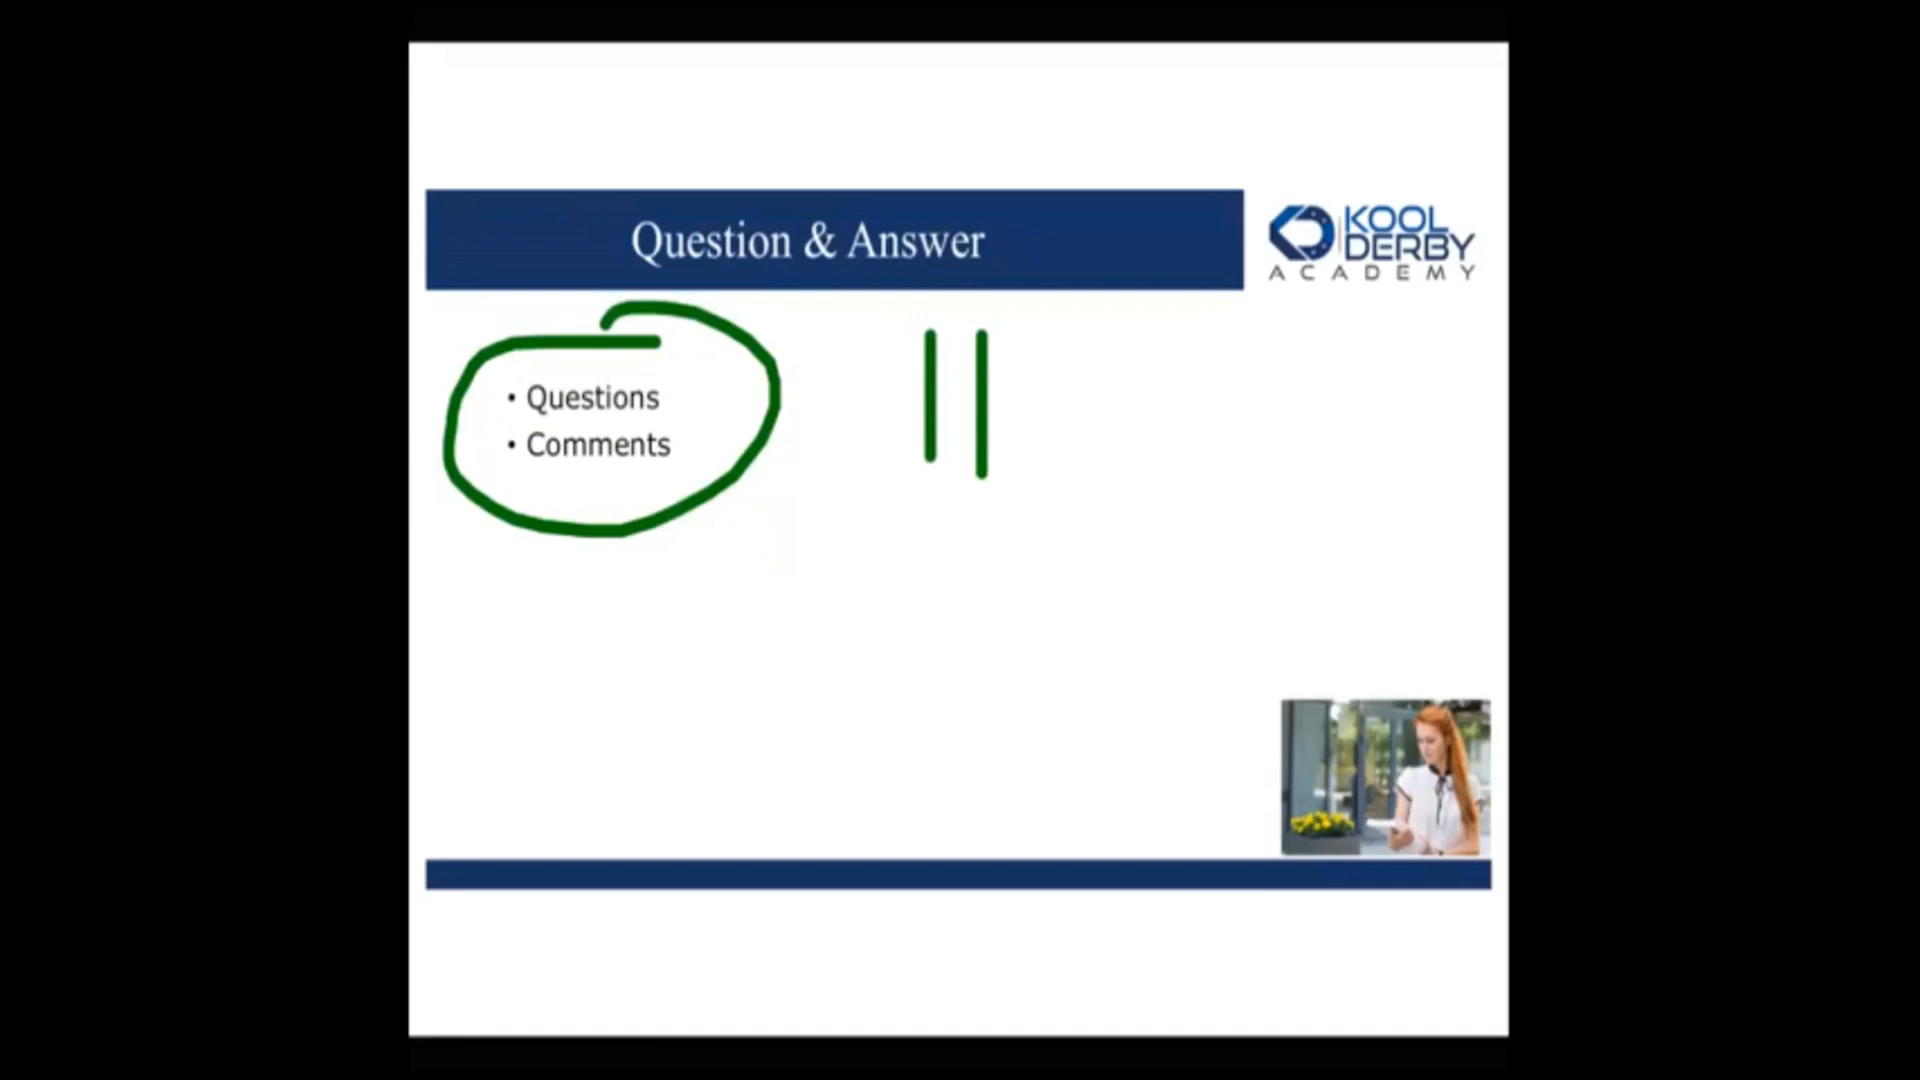 Question & Answer
KOOL
DERBY
ACADEMY
• Questions
• Comments